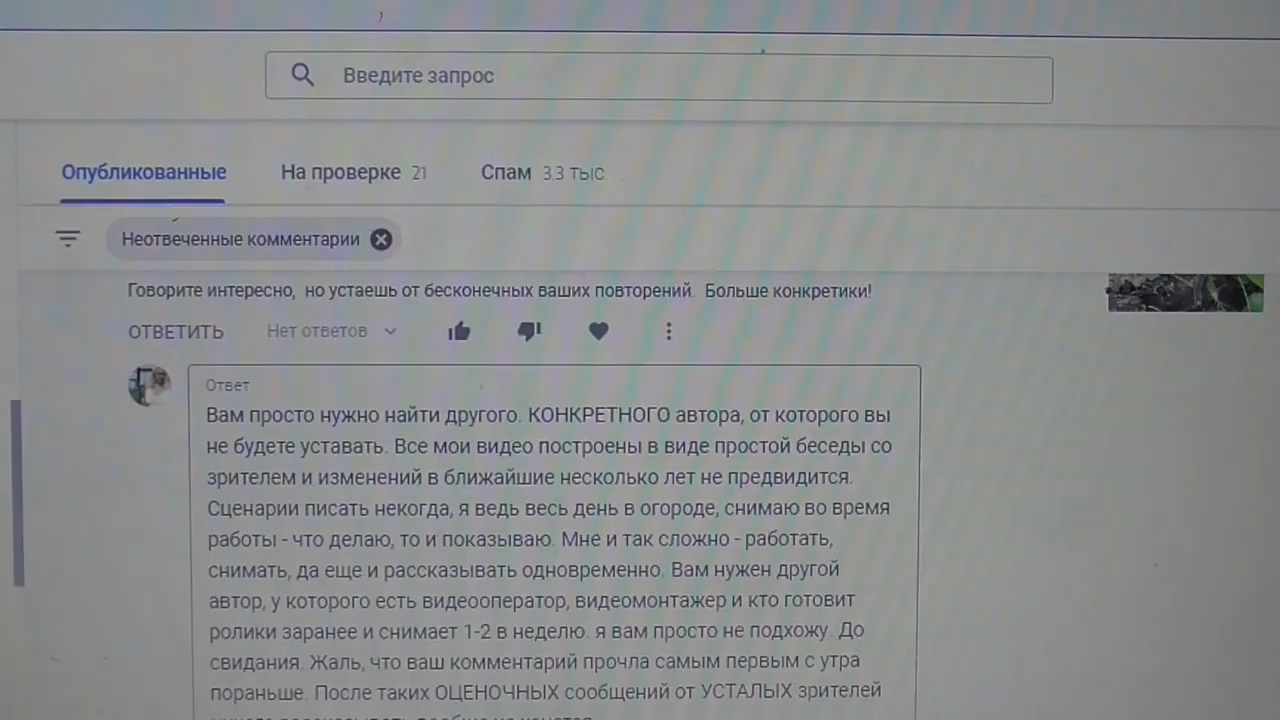 Введите запрос
Опубликованные На проверке 21 Спам 3,3 тыс.
Неотвеченные комментарии
Говорите интересно, но устаешь от бесконечных ваших повторений. Больше конкретики!
ОТВЕТИТЬ Нет ответов
Ответ
Вам просто нужно найти другого. КОНКРЕТНОГО автора, от которого вы
не будете уставать. Все мои видео построены в виде простой беседы со
зрителем и изменений в ближайшие несколько лет не предвидится.
Сценарии писать некогда, я ведь весь день в огороде, снимаю во время
работы - что делаю, то и показываю. Мне и так сложно - работать,
снимать, да еще и рассказывать одновременно. Вам нужен другой
автор, у которого есть видеооператор, видеомонтажер и кто готовит
ролики заранее и снимает 1-2 в неделю. я вам просто не подхожу. До
свидания. Жаль, что ваш комментарий прочла самым первым с утра
пораньше. После таких ОЦЕНОЧНЫХ сообщений от УСТАЛЫХ зрителей